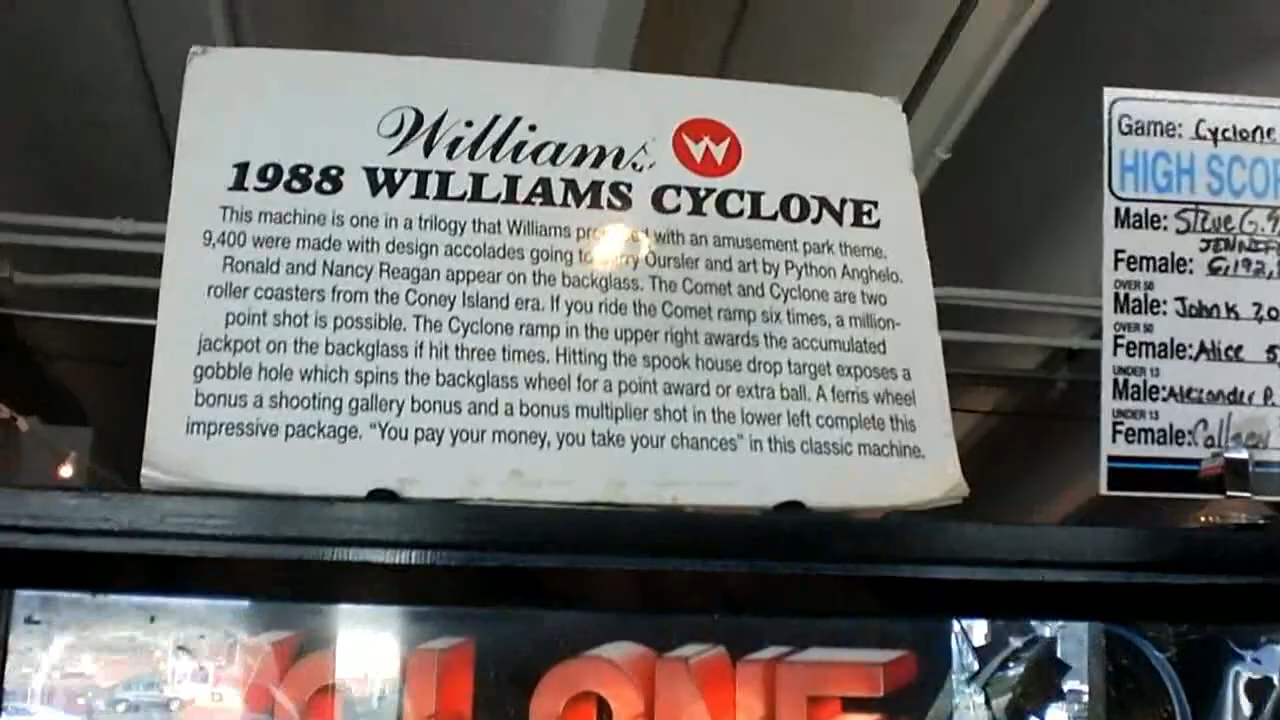 Williams
1988 WILLIAMS CYCLONE
This machine is one in a trilogy that Williams with an amusement park theme.
9,400 were made with design accolades going to Oursler and art by Python Anghelo.
Ronald and Nancy Reagan appear on the backglass. The Comet and Cyclone are two
roller coasters from the Coney Island era. If you ride the Comet ramp six times, a million-
point shot is possible. The Cyclone ramp in the upper right awards the accumulated
jackpot on the backglass if hit three times. Hitting the spook house drop target exposes a
gobble hole which spins the backglass wheel for a point award or extra ball. A ferris wheel
bonus a shooting gallery bonus and a bonus multiplier shot in the lower left complete this
impressive package. “You pay your money, you take your chances” in this classic machine.
Game: Cyclone
HIGH
Male: Steve G.
Female: 6,192,
OVER 50
Male: John K
OVER 50
Female: Alice
UNDER 13
Male: Alexander P.
UNDER 13
Female: